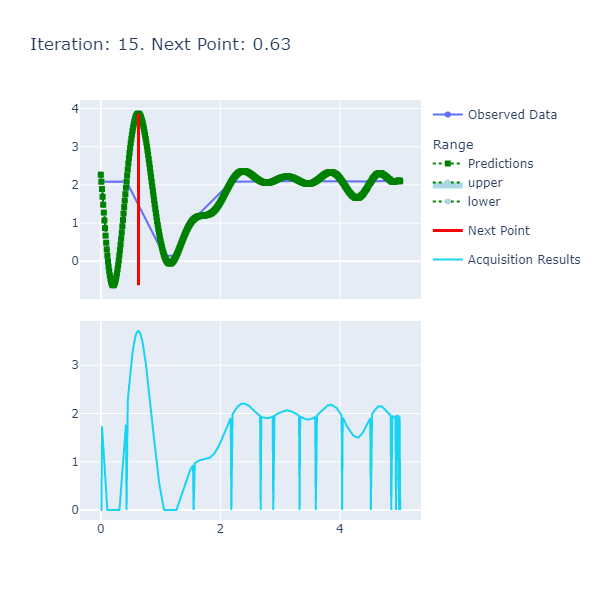 Iteration: 15. Next Point: 0.63
4
3
2
1
0
Observed Data
Range
Predictions
upper
lower
Next Point
Acquisition Results
3
2
1
0
0
2
4